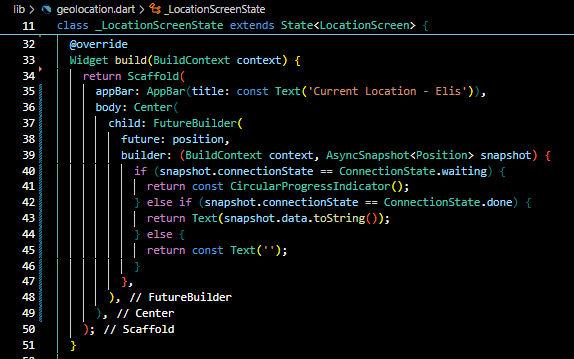 lib > geolocation.dart > _LocationScreenState
11 class _LocationScreenState extends State<LocationScreen> {
32 @override
33 Widget build(BuildContext context) {
34 return Scaffold(
35 appBar: AppBar(title: const Text('Current Location - Elis')),
36 body: Center(
37 child: FutureBuilder(
38 future: position,
39 builder: (BuildContext context, AsyncSnapshot<Position> snapshot) {
40 if (snapshot.connectionState == ConnectionState.waiting) {
41 return const CircularProgressIndicator();
42 } else if (snapshot.connectionState == ConnectionState.done) {
43 return Text(snapshot.data.toString());
44 } else {
45 return const Text('');
46 }
47 },
48 ), // FutureBuilder
49 ), // Center
50 ); // Scaffold
51 }